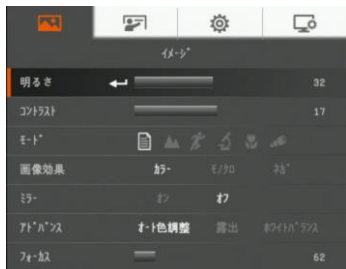 イメージ
明るさ 32
コントラスト 17
モード
画像効果 カラー モノクロ ネガ
ミラー オン オフ
アドバンス オート色調整 露出 ホワイトバランス
フォーカス 62